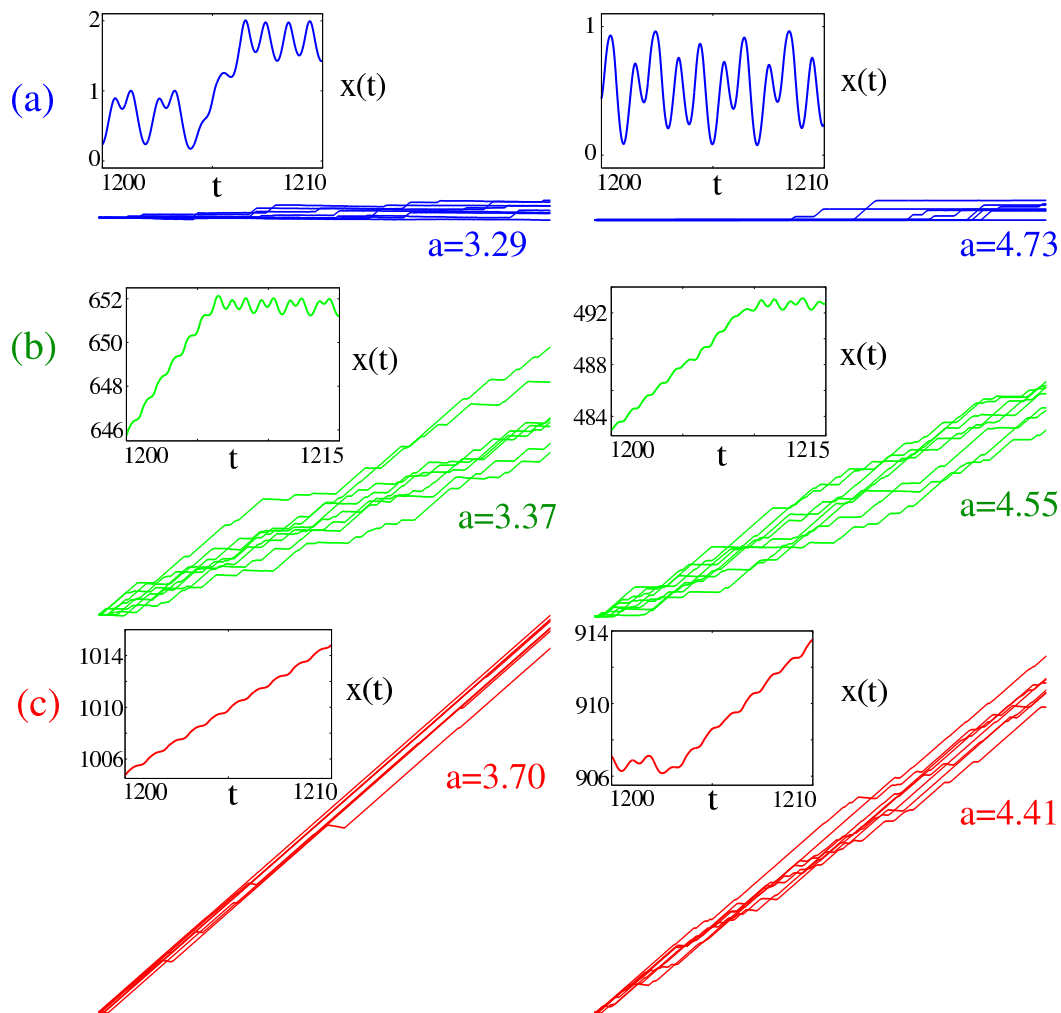 (a)
2
1
0
1200
t
1210
x(t)
a=3.29
1
0
1200
t
1210
x(t)
a=4.73
(b)
652
650
648
646
1200
t
1215
x(t)
a=3.37
492
488
484
1200
t
1215
x(t)
a=4.55
(c)
1014
1010
1006
1200
t
1210
x(t)
a=3.70
914
910
906
1200
t
1210
x(t)
a=4.41